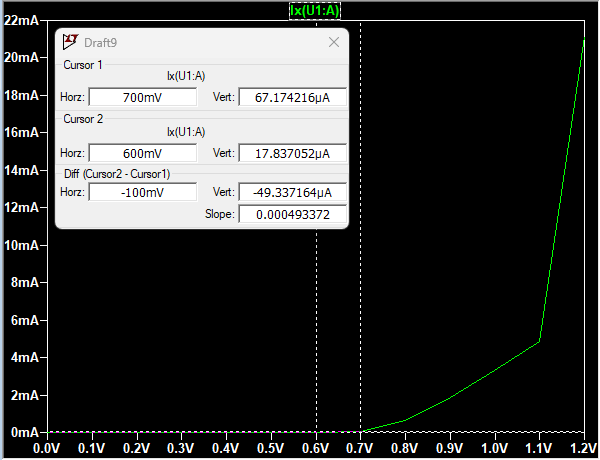 Ix(U1:A)
22mA
20mA
18mA
16mA
14mA
12mA
10mA
8mA
6mA
4mA
2mA
0mA
Draft9
Cursor 1
Ix(U1:A)
Horz: 700mV Vert: 67.174216µA
Cursor 2
Ix(U1:A)
Horz: 600mV Vert: 17.837052µA
Diff (Cursor2 - Cursor1)
Horz: -100mV Vert: -49.337164µA
Slope: 0.000493372
0.0V 0.1V 0.2V 0.3V 0.4V 0.5V 0.6V 0.7V 0.8V 0.9V 1.0V 1.1V 1.2V